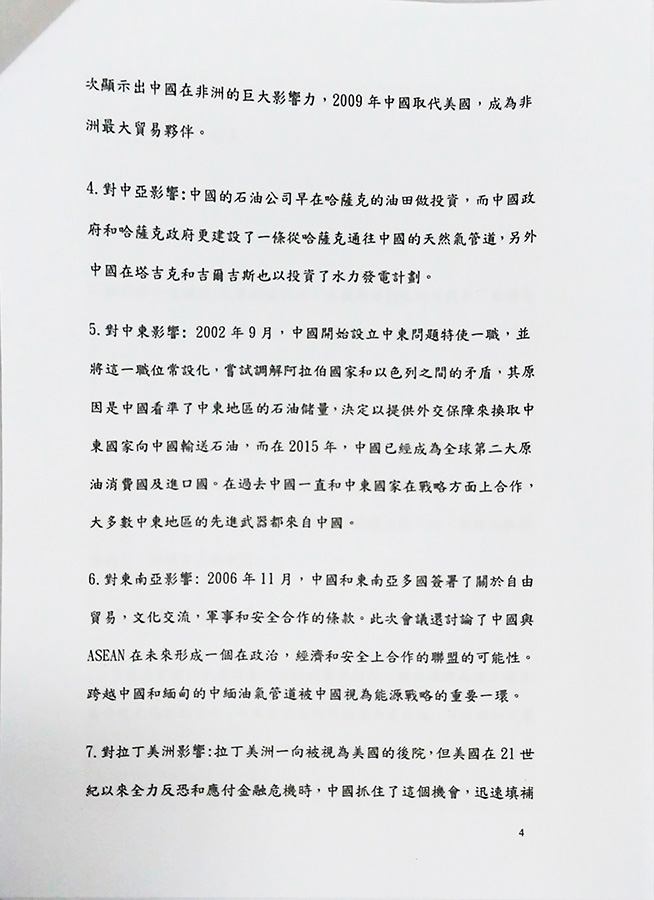 次顯示出中國在非洲的巨大影響力，2009 年中國取代美國，成為非
洲最大貿易夥伴。
4.對中亞影響:中國的石油公司早在哈薩克的油田做投資，而中國政
府和哈薩克政府更建設了一條從哈薩克通往中國的天然氣管道，另外
中國在塔吉克和吉爾吉斯也以投資了水力發電計劃。
5.對中東影響: 2002 年 9 月，中國開始設立中東問題特使一職，並
將這一職位常設化，嘗試調解阿拉伯國家和以色列之間的矛盾，其原
因是中國看準了中東地區的石油儲量，決定以提供外交保障來換取中
東國家向中國輸送石油，而在 2015 年，中國已經成為全球第二大原
油消費國及進口國。在過去中國一直和中東國家在戰略方面上合作，
大多數中東地區的先進武器都來自中國。
6.對東南亞影響: 2006 年 11 月，中國和東南亞多國簽署了關於自由
貿易，文化交流，軍事和安全合作的條款。此次會議還討論了中國與
ASEAN 在未來形成一個在政治，經濟和安全上合作的聯盟的可能性。
跨越中國和緬甸的中緬油氣管道被中國視為能源戰略的重要一環。
7.對拉丁美洲影響:拉丁美洲一向被視為美國的後院，但美國在 21 世
紀以來全力反恐和應付金融危機時，中國抓住了這個機會，迅速填補
4